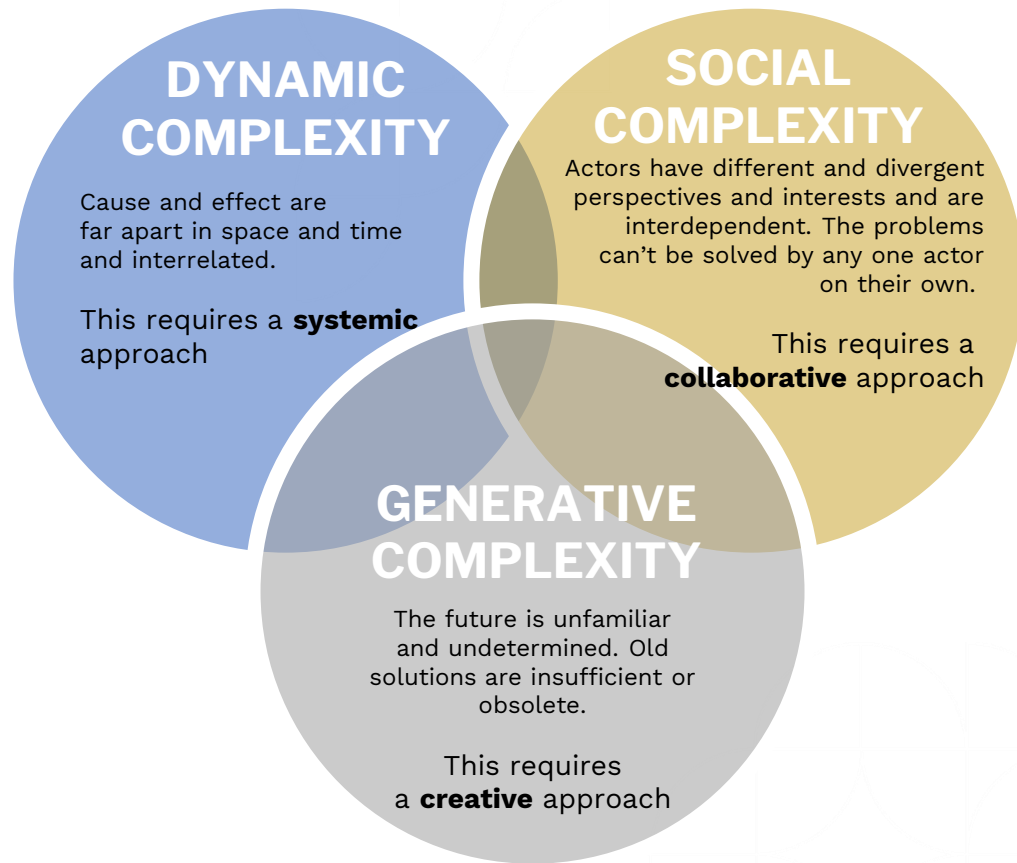 DYNAMIC
COMPLEXITY
Cause and effect are
far apart in space and time
and interrelated.
This requires a systemic
approach
SOCIAL
COMPLEXITY
Actors have different and divergent
perspectives and interests and are
interdependent. The problems
can’t be solved by any one actor
on their own.
This requires a
collaborative approach
GENERATIVE
COMPLEXITY
The future is unfamiliar
and undetermined. Old
solutions are insufficient or
obsolete.
This requires
a creative approach